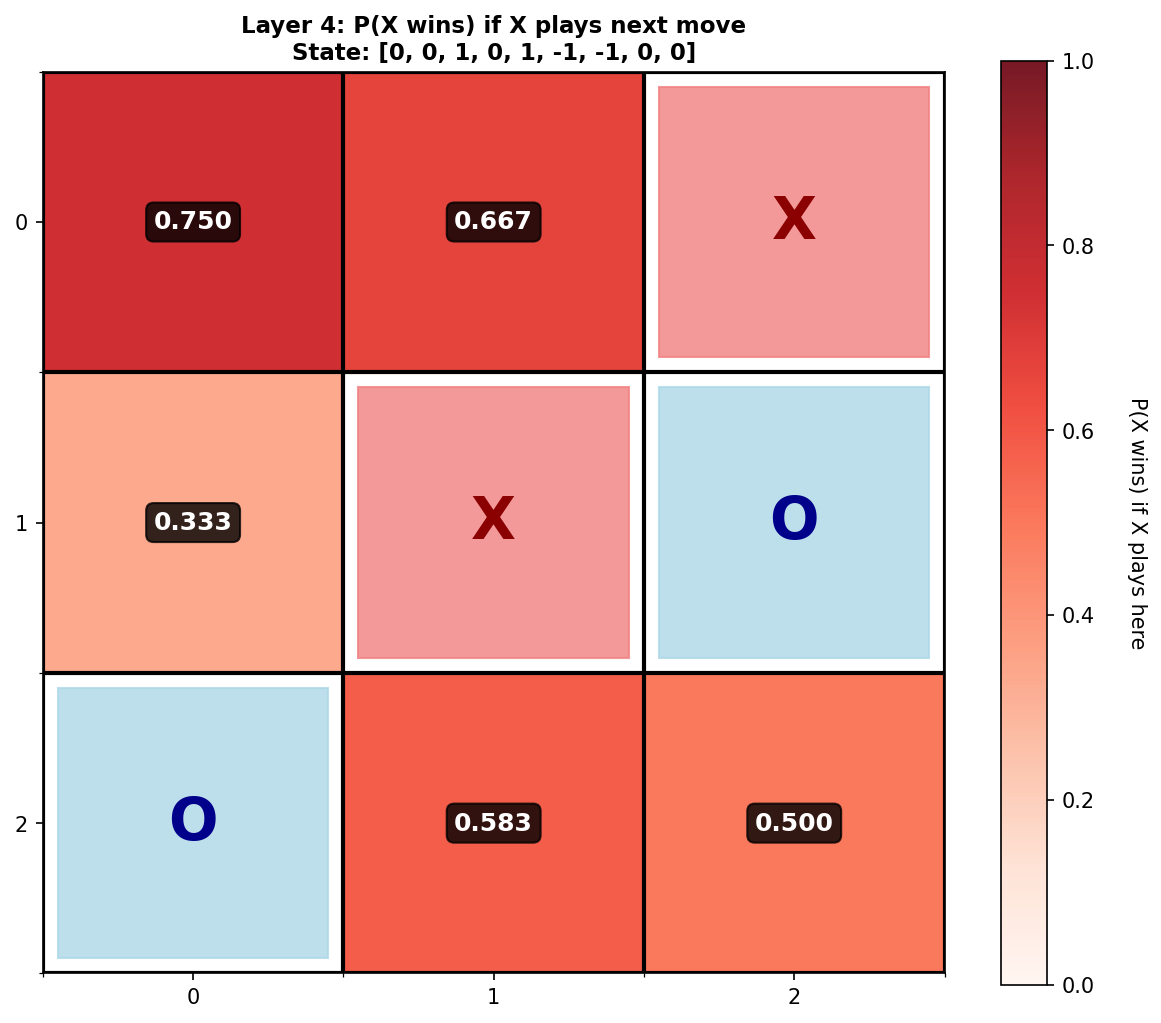 Layer 4: P(X wins) if X plays next move
State: [0, 0, 1, 0, 1, -1, -1, 0, 0]
0
0.750
0.667
X
1
0.333
X
O
2
O
0.583
0.500
0
1
2
1.0
0.8
0.6
0.4
0.2
0.0
P(X wins) if X plays here